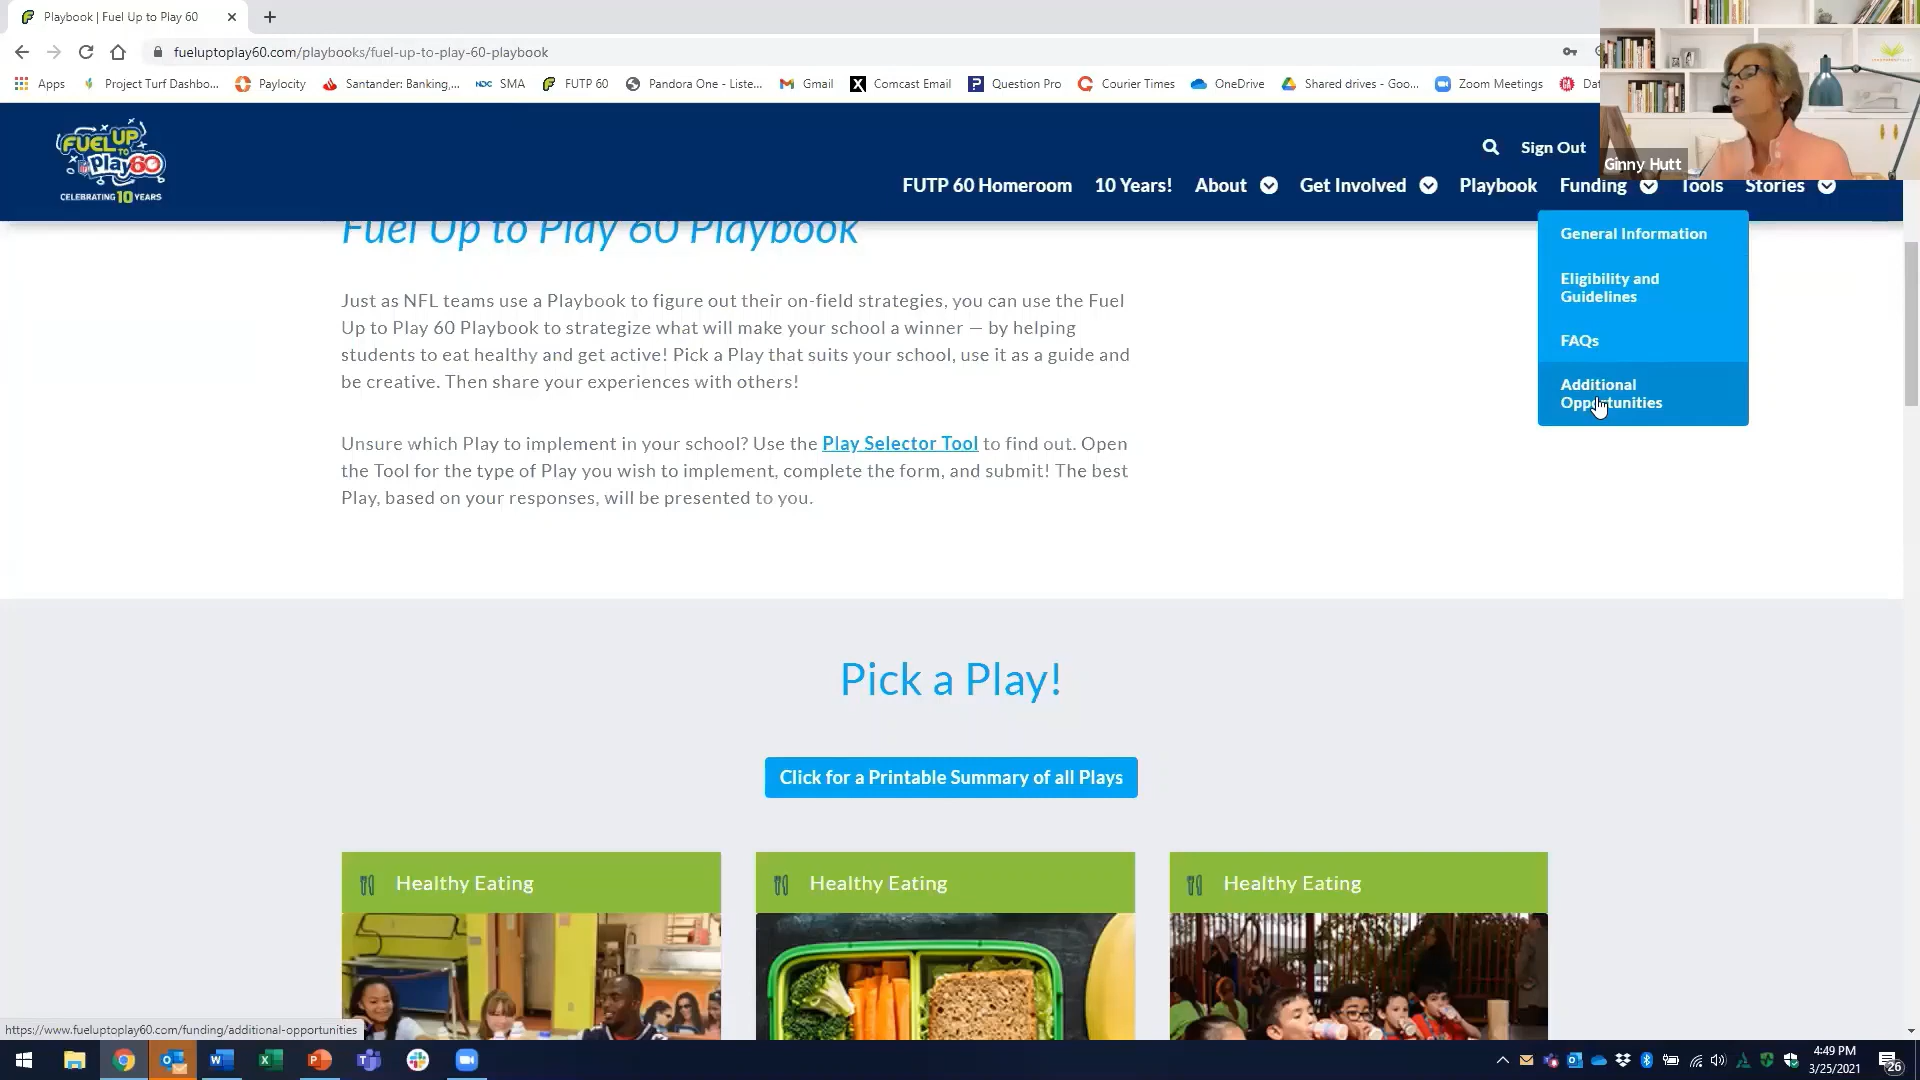 Playbook | Fuel Up to Play 60
fueluptoplay60.com/playbooks/fuel-up-to-play-60-playbook
Apps
Project Turf Dashbo...
Paylocity
Santander: Banking,...
NDC SMA
FUTP 60
Pandora One - Liste...
Gmail
Comcast Email
Question Pro
Courier Times
OneDrive
Shared drives - Goo...
Zoom Meetings
Ginny Hutt
FUEL UP TO Play 60
CELEBRATING 10 YEARS
Sign Out
FUTP 60 Homeroom
10 Years!
About
Get Involved
Playbook
Funding
Tools
Stories
General Information
Eligibility and
Guidelines
FAQs
Additional
Opportunities
Fuel Up to Play 60 Playbook
Just as NFL teams use a Playbook to figure out their on-field strategies, you can use the Fuel
Up to Play 60 Playbook to strategize what will make your school a winner — by helping
students to eat healthy and get active! Pick a Play that suits your school, use it as a guide and
be creative. Then share your experiences with others!
Unsure which Play to implement in your school? Use the Play Selector Tool to find out. Open
the Tool for the type of Play you wish to implement, complete the form, and submit! The best
Play, based on your responses, will be presented to you.
Pick a Play!
Click for a Printable Summary of all Plays
Healthy Eating
Healthy Eating
Healthy Eating
https://www.fueluptoplay60.com/funding/additional-opportunities
4:49 PM
3/25/2021
26